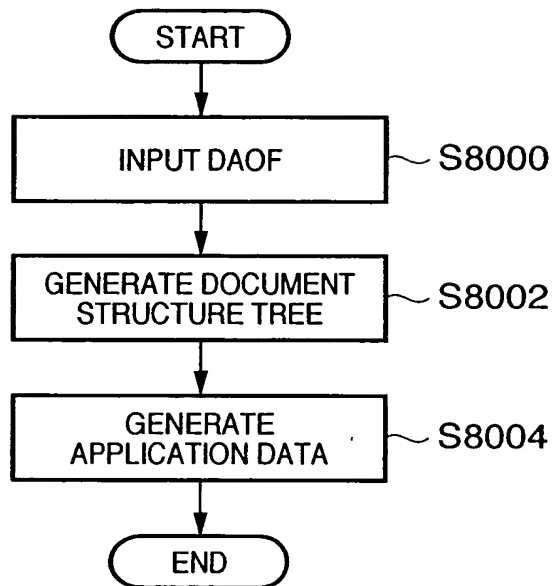 START
INPUT DAOF
S8000
GENERATE DOCUMENT
STRUCTURE TREE
S8002
GENERATE
APPLICATION DATA
S8004
END